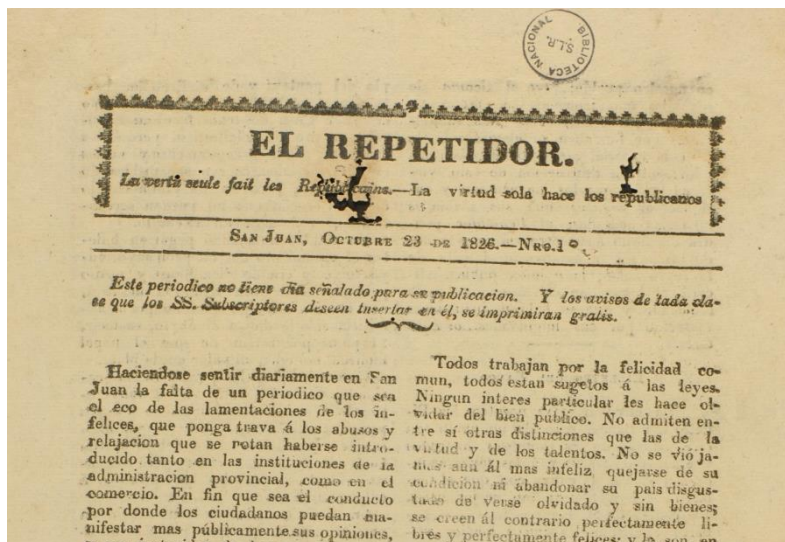 BIBLIOTECA NACIONAL
S.L.R.
EL REPETIDOR.
La vertù seule fait les Republicains.—La virtud sola hace los republicanos
SAN JUAN, OCTUBRE 23 DE 1826.—NRO.1º
Este periodico no tiene dia señalado para su publicacion. Y los avisos de toda cla-
se que los SS. Subscriptores deseen insertar en él, se imprimiran gratis.
Haciendose sentir diariamente en San
Juan la falta de un periodico que sea
el eco de las lamentaciones de los in-
felices, que ponga trava á los abusos y
relajacion que se notan haberse intro-
ducido tanto en las instituciones de la
administracion provincial, como en el
comercio. En fin que sea el conducto
por donde los ciudadanos puedan ma-
nifestar mas públicamente sus opiniones,
Todos trabajan por la felicidad co-
mun, todos estan sugetos á las leyes.
Ningun interes particular les hace ol-
vidar del bien público. No admiten en-
tre sí otras distinciones que las de la
virtud y de los talentos. No se vió ja-
mas aun ál mas infeliz quejarse de su
condicion ni abandonar su pais disgus-
tado de verse olvidado y sin bienes;
se creen ál contrario perfectamente li-
bres y perfectamente felices; y lo son en